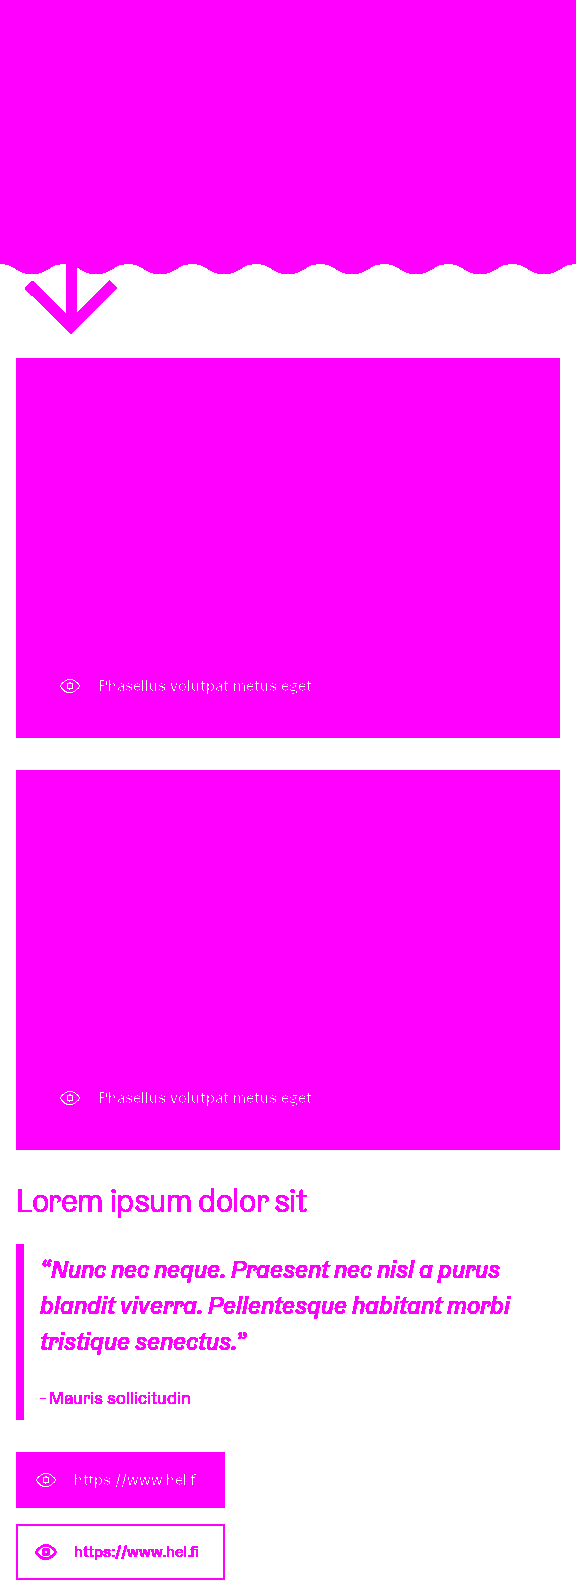 Phasellus volutpat metus eget
Phasellus volutpat metus eget
Lorem ipsum dolor sit
“Nunc nec neque. Praesent nec nisl a purus
blandit viverra. Pellentesque habitant morbi
tristique senectus.”
- Mauris sollicitudin
https://www.hel.fi
https://www.hel.fi